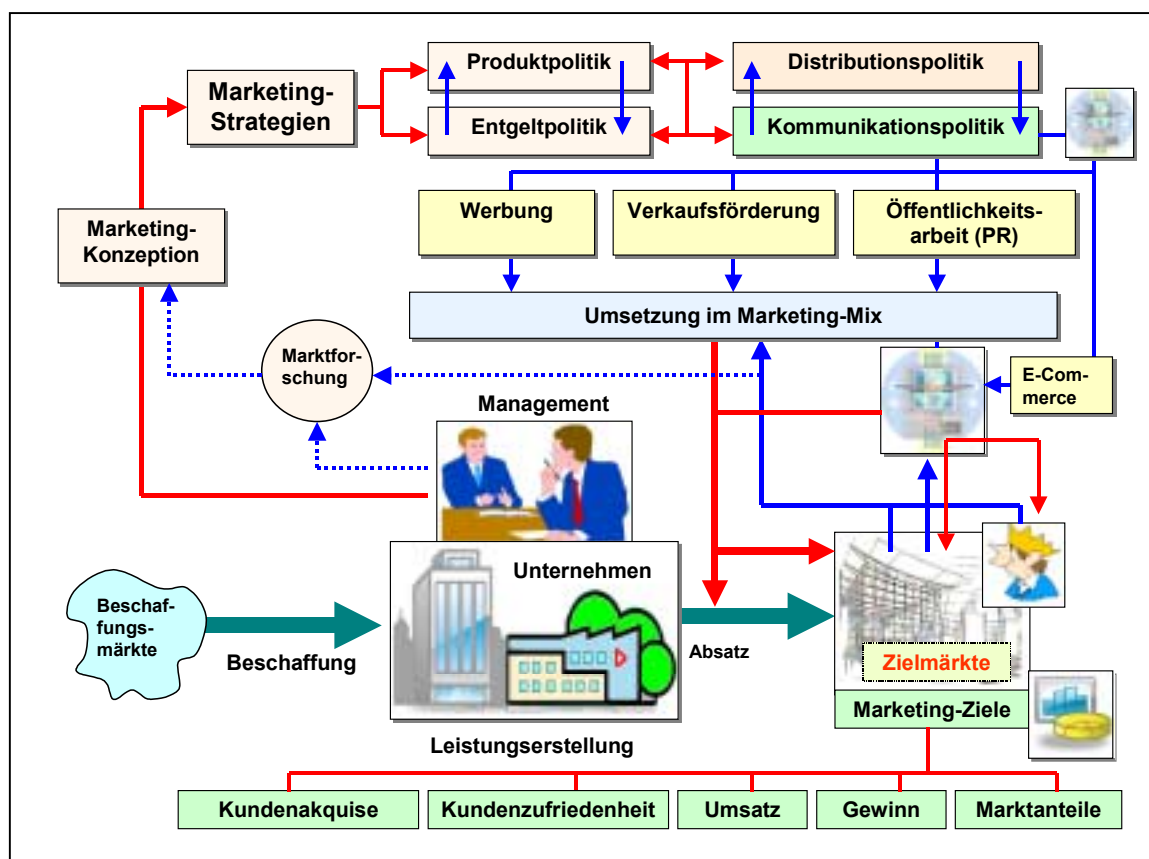 Produktpolitik
Distributionspolitik
Marketing-
Strategien
Entgeltpolitik
Kommunikationspolitik
Werbung
Verkaufsförderung
Öffentlichkeits-
arbeit (PR)
Marketing-
Konzeption
Umsetzung im Marketing-Mix
Marktfor-
schung
E-Com-
merce
Management
Unternehmen
Beschaf-
fungs-
märkte
Beschaffung
Absatz
Zielmärkte
Marketing-Ziele
Leistungserstellung
Kundenakquise
Kundenzufriedenheit
Umsatz
Gewinn
Marktanteile